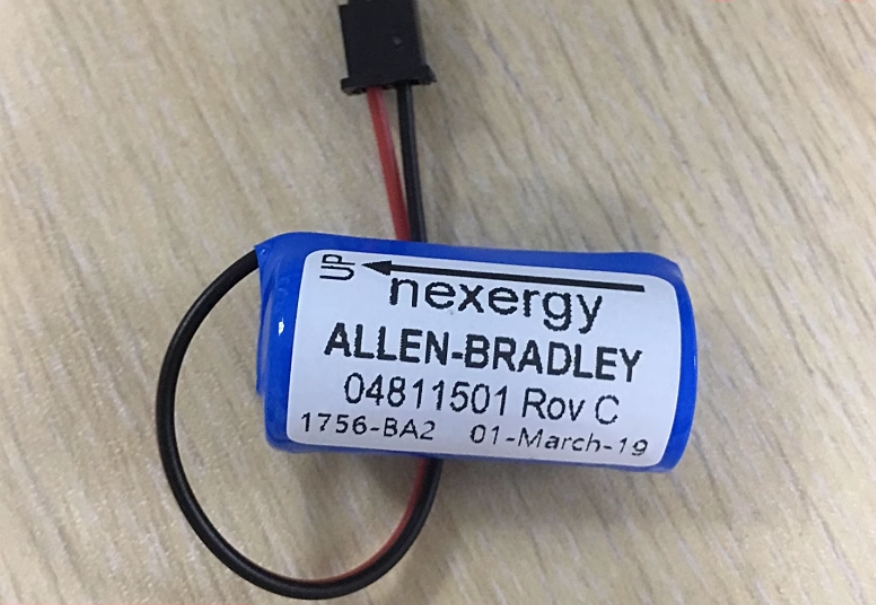 UP
nexergy
ALLEN-BRADLEY
04811501 Rov C
1756-BA2 01-March-19